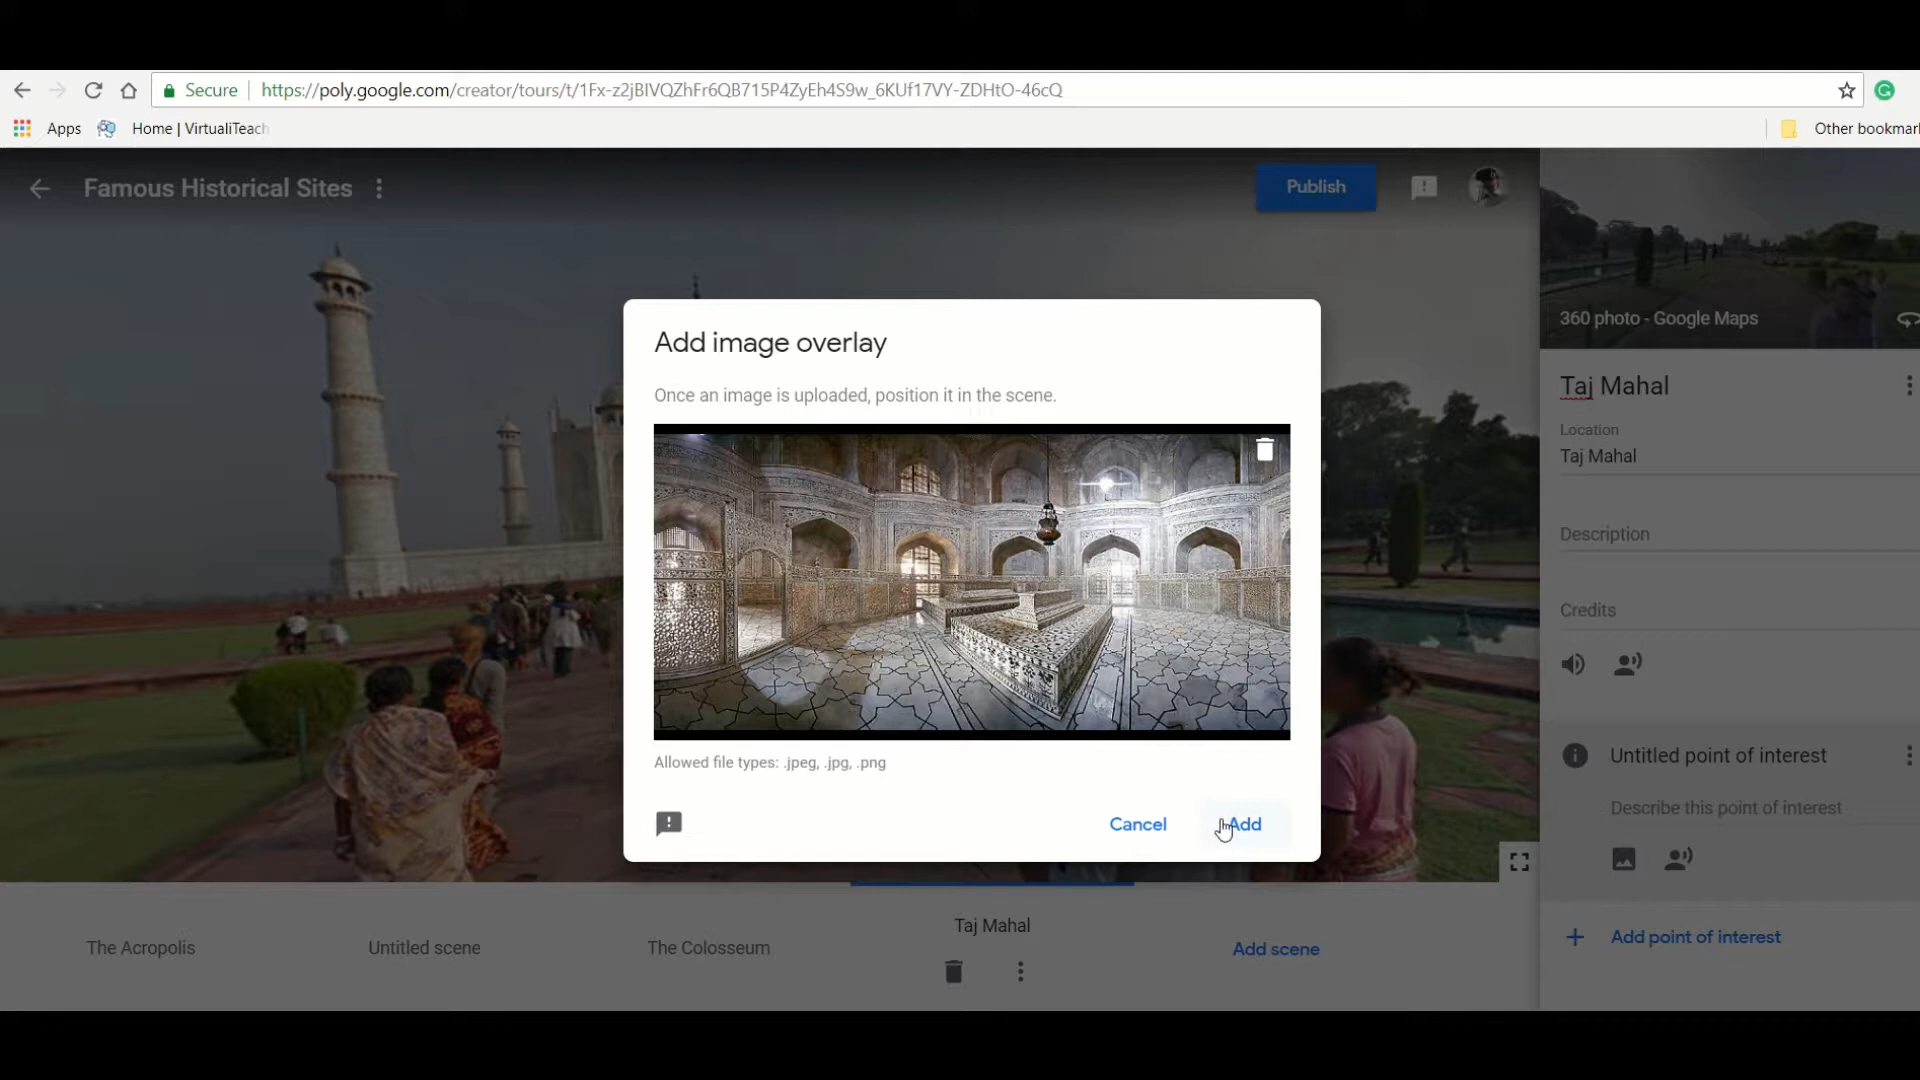 Secure https://poly.google.com/creator/tours/t/1Fx-z2jBIVQZhFr6QB715P4ZyEh4S9w_6KUf17VY-ZDHtO-46cQ
Apps Home | VirtualiTeach Other bookmar
Famous Historical Sites
Publish
360 photo - Google Maps
Add image overlay
Once an image is uploaded, position it in the scene.
Allowed file types: .jpeg, .jpg, .png
Cancel Add
Taj Mahal
Location
Taj Mahal
Description
Credits
Untitled point of interest
Describe this point of interest
Add point of interest
The Acropolis
Untitled scene
The Colosseum
Taj Mahal
Add scene